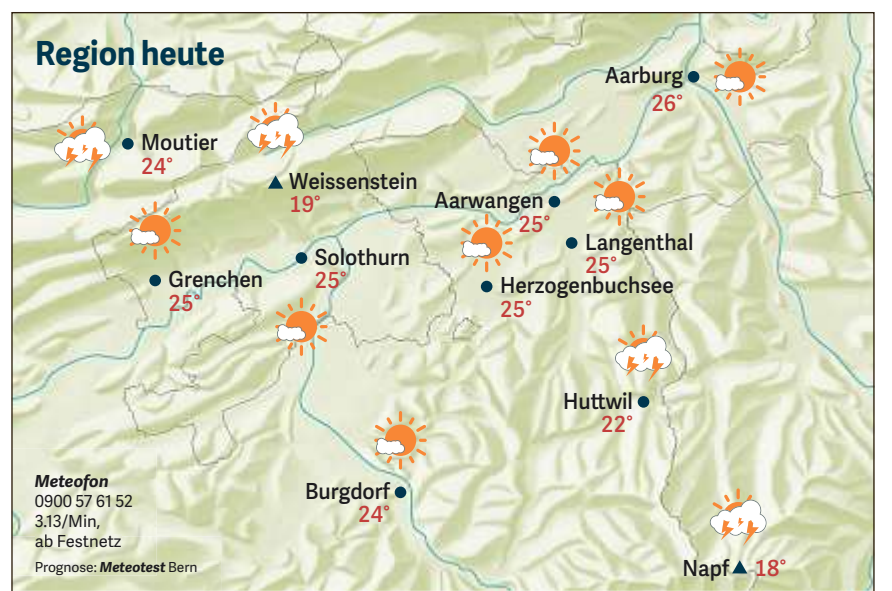 Region heute
Aarburg
26°
Moutier
24°
Weissenstein
19°
Aarwangen
25°
Langenthal
25°
Solothurn
25°
Grenchen
25°
Herzogenbuchsee
25°
Huttwil
22°
Burgdorf
24°
Napf 18°
Meteofon
0900 57 61 52
3.13/Min,
ab Festnetz
Prognose: Meteotest Bern